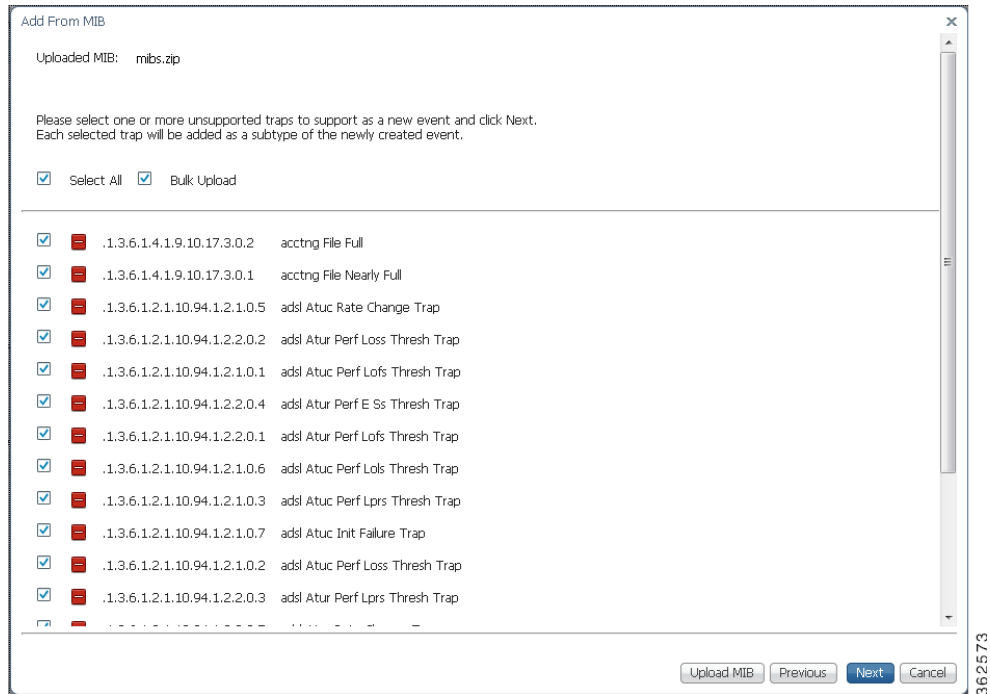 Add From MIB
Uploaded MIB: mibs.zip
Please select one or more unsupported traps to support as a new event and click Next.
Each selected trap will be added as a subtype of the newly created event.
Select All Bulk Upload
.1.3.6.1.4.1.9.10.17.3.0.2 acctng File Full
.1.3.6.1.4.1.9.10.17.3.0.1 acctng File Nearly Full
.1.3.6.1.2.1.10.94.1.2.1.0.5 adsl Atuc Rate Change Trap
.1.3.6.1.2.1.10.94.1.2.2.0.2 adsl Atur Perf Loss Thresh Trap
.1.3.6.1.2.1.10.94.1.2.1.0.1 adsl Atuc Perf Lofs Thresh Trap
.1.3.6.1.2.1.10.94.1.2.2.0.4 adsl Atur Perf E Ss Thresh Trap
.1.3.6.1.2.1.10.94.1.2.2.0.1 adsl Atur Perf Lofs Thresh Trap
.1.3.6.1.2.1.10.94.1.2.1.0.6 adsl Atuc Perf Lols Thresh Trap
.1.3.6.1.2.1.10.94.1.2.1.0.3 adsl Atuc Perf Lprs Thresh Trap
.1.3.6.1.2.1.10.94.1.2.1.0.7 adsl Atuc Init Failure Trap
.1.3.6.1.2.1.10.94.1.2.1.0.2 adsl Atuc Perf Loss Thresh Trap
.1.3.6.1.2.1.10.94.1.2.2.0.3 adsl Atur Perf Lprs Thresh Trap
Upload MIB Previous Next Cancel
362573